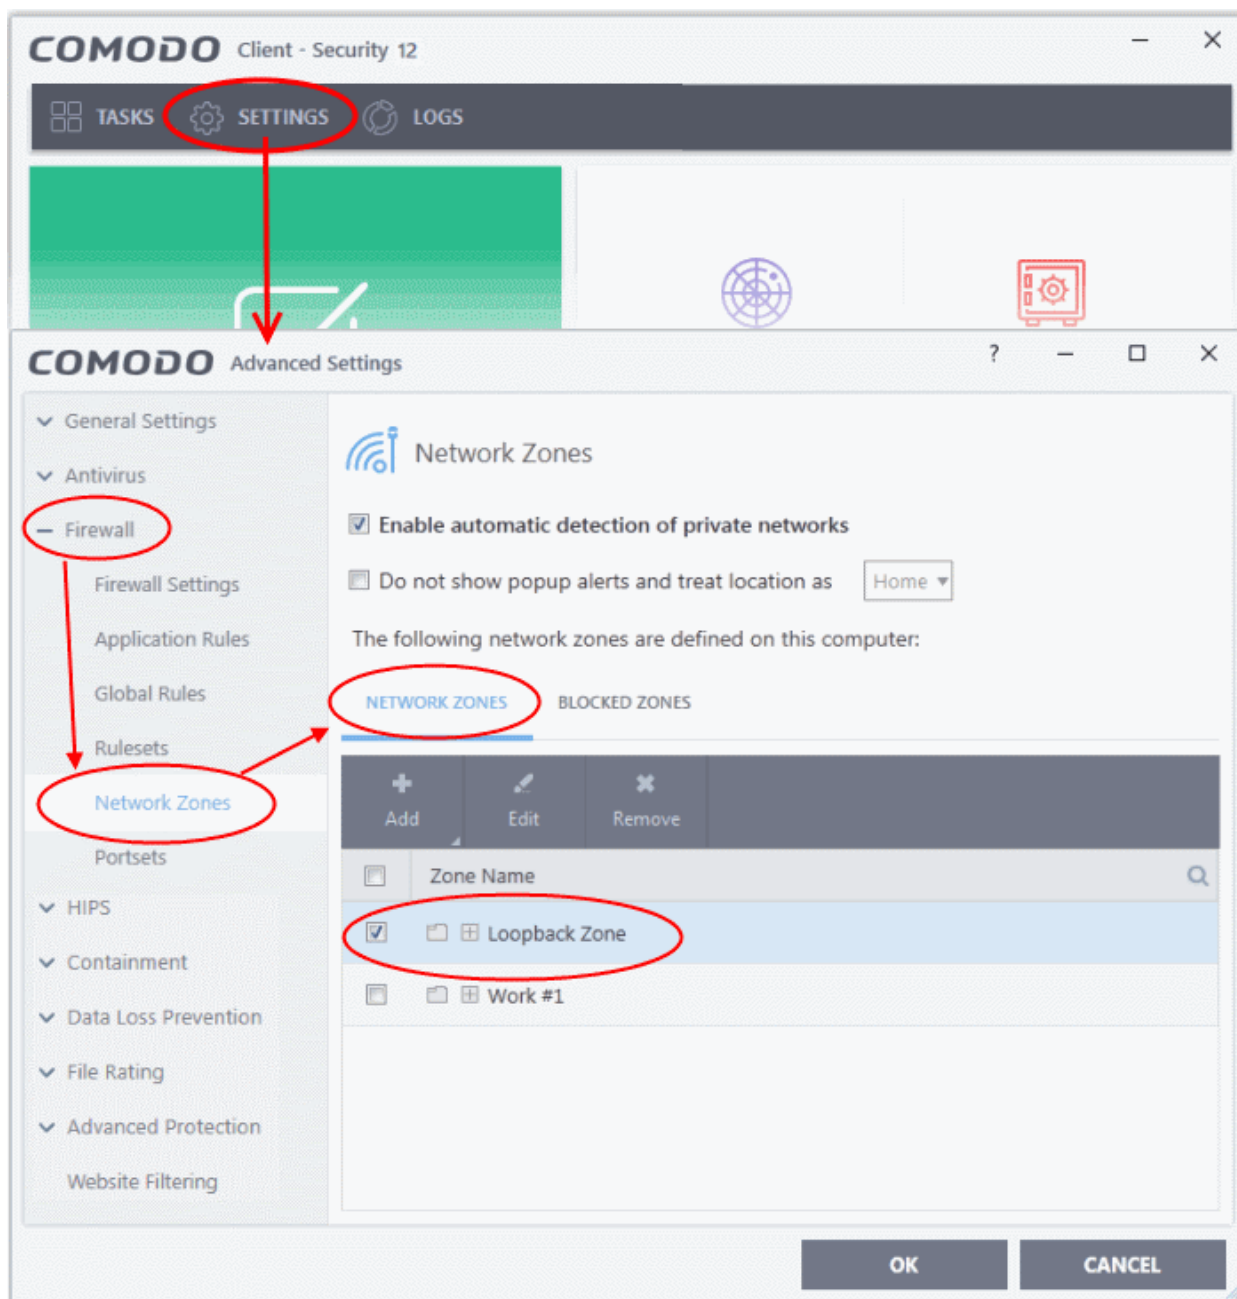 COMODO Client - Security 12
TASKS SETTINGS LOGS
COMODO Advanced Settings ?
General Settings
Antivirus
Firewall
Firewall Settings
Application Rules
Global Rules
Rulesets
Network Zones
Portsets
HIPS
Containment
Data Loss Prevention
File Rating
Advanced Protection
Website Filtering
Network Zones
Enable automatic detection of private networks
Do not show popup alerts and treat location as Home
The following network zones are defined on this computer:
NETWORK ZONES BLOCKED ZONES
Add Edit Remove
Zone Name
Loopback Zone
Work #1
OK CANCEL